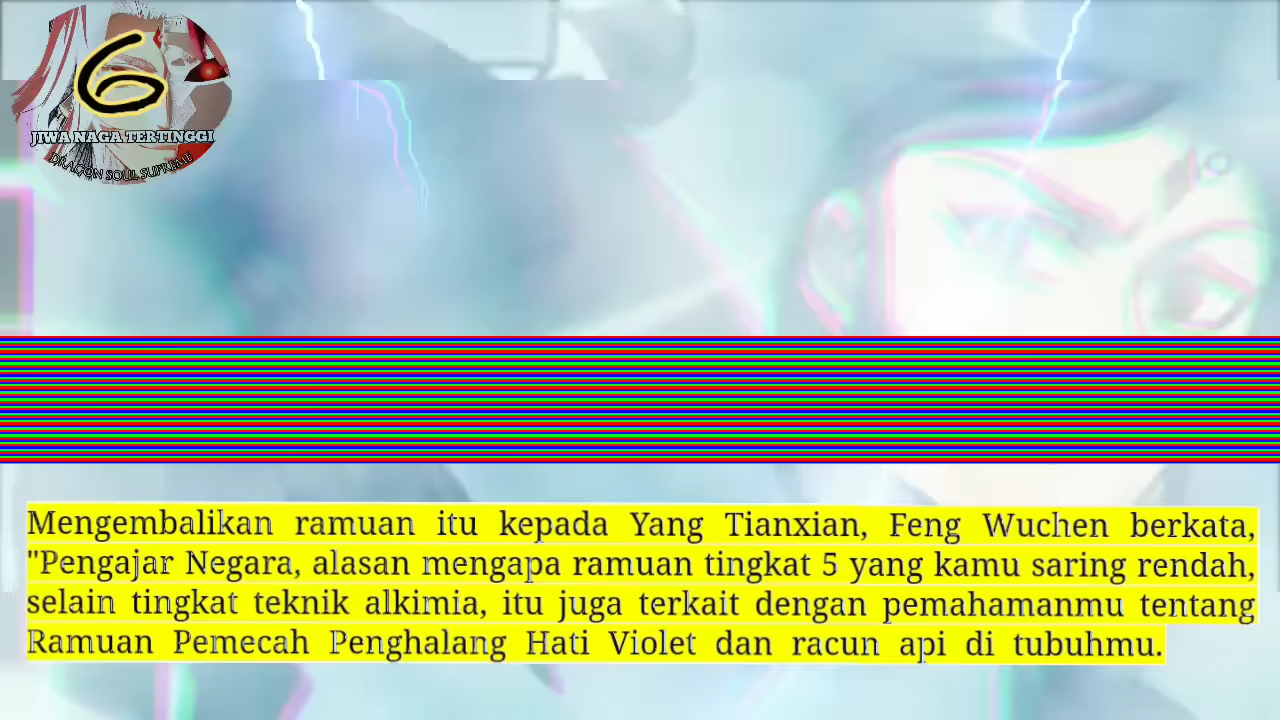 6
JIWA NAGA TERTINGGI
DRAGON SOUL SUPREME
Mengembalikan ramuan itu kepada Yang Tianxian, Feng Wuchen berkata,
"Pengajar Negara, alasan mengapa ramuan tingkat 5 yang kamu saring rendah,
selain tingkat teknik alkimia, itu juga terkait dengan pemahamanmu tentang
Ramuan Pemecah Penghalang Hati Violet dan racun api di tubuhmu.